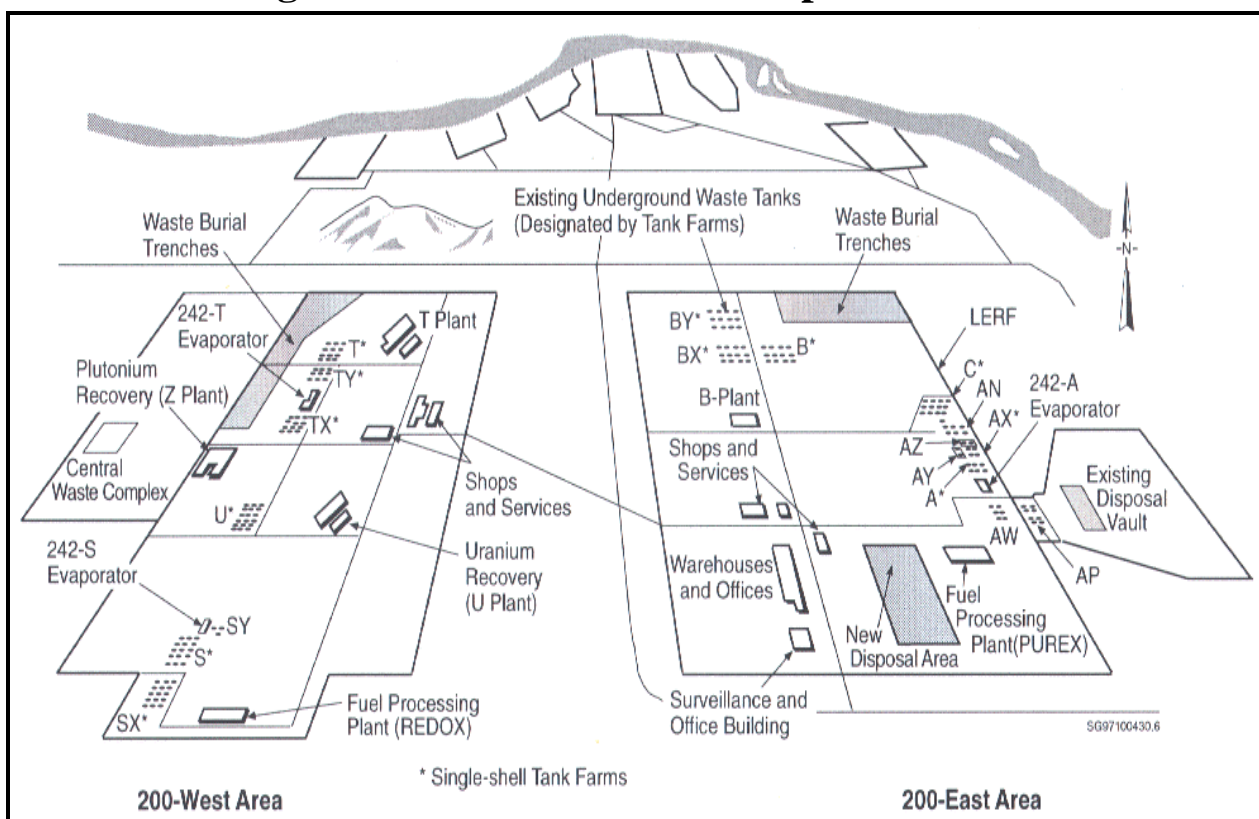 Existing Underground Waste Tanks
(Designated by Tank Farms)
Waste Burial
Trenches
Waste Burial
Trenches
-N-
242-T
Evaporator
T Plant
T*
TY*
TX*
Plutonium
Recovery (Z Plant)
Central
Waste Complex
Shops
and Services
U*
Uranium
Recovery
(U Plant)
242-S
Evaporator
SY
S*
SX*
Fuel Processing
Plant (REDOX)
BY*
BX*
B*
LERF
C*
AN
242-A
Evaporator
AX*
B-Plant
AZ
AY
A*
Shops and
Services
Existing
Disposal
Vault
AW
AP
Warehouses
and Offices
Fuel
Processing
Plant(PUREX)
New
Disposal Area
Surveillance and
Office Building
SG97100430.6
* Single-shell Tank Farms
200-West Area
200-East Area